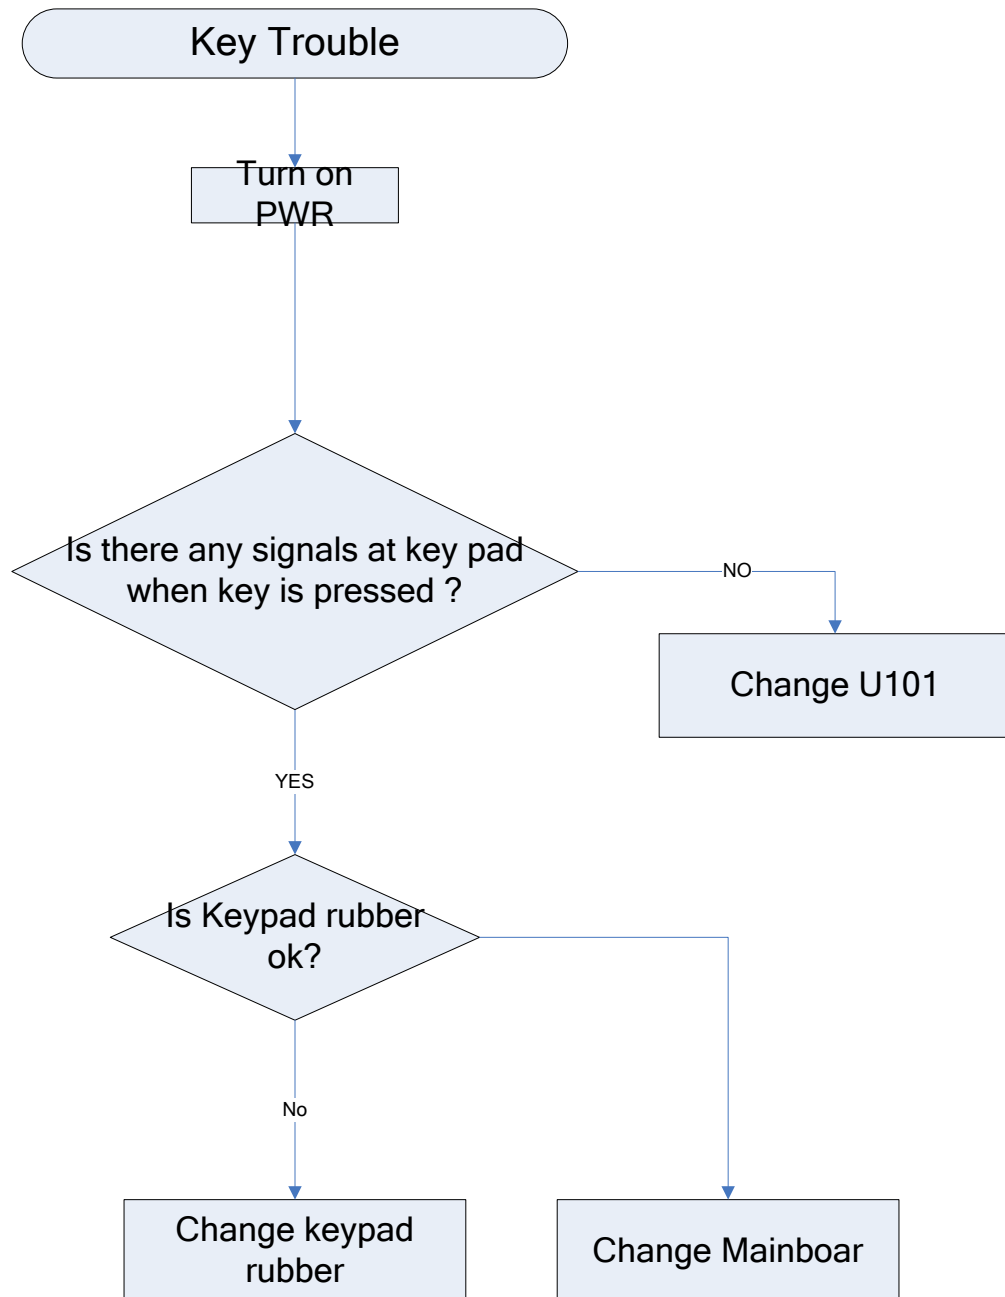 Key Trouble
Turn on
PWR
Is there any signals at key pad
when key is pressed ?
NO
Change U101
YES
Is Keypad rubber
ok?
No
Change keypad
rubber
Change Mainboar